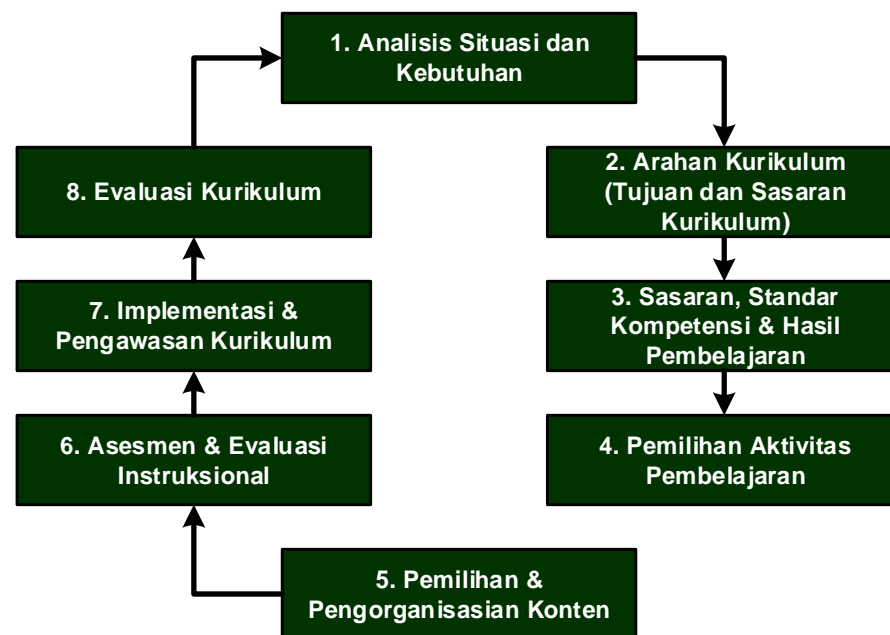 1. Analisis Situasi dan
Kebutuhan
2. Arahan Kurikulum
(Tujuan dan Sasaran
Kurikulum)
3. Sasaran, Standar
Kompetensi & Hasil
Pembelajaran
4. Pemilihan Aktivitas
Pembelajaran
5. Pemilihan &
Pengorganisasian Konten
6. Asesmen & Evaluasi
Instruksional
7. Implementasi &
Pengawasan Kurikulum
8. Evaluasi Kurikulum